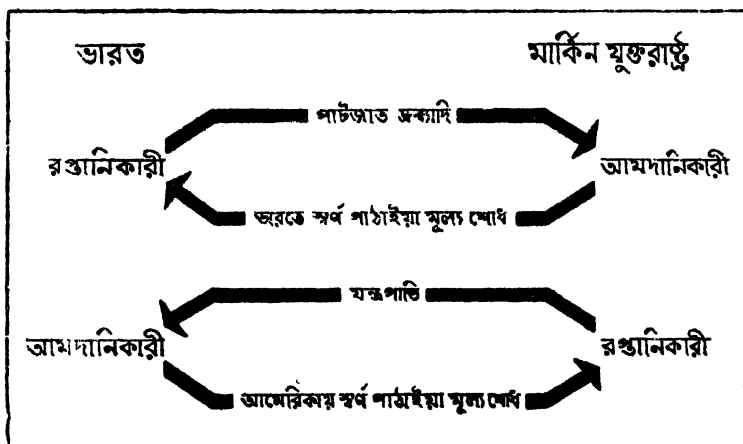 ভারত
মার্কিন যুক্তরাষ্ট্র
পাটজাত দ্রব্যাদি
রপ্তানিকারী
আমদানিকারী
ভারতে স্বর্ণ পাঠাইয়া মূল্য শোধ
যন্ত্রপাতি
আমদানিকারী
রপ্তানিকারী
আমেরিকায় স্বর্ণ পাঠাইয়া মূল্য শোধ